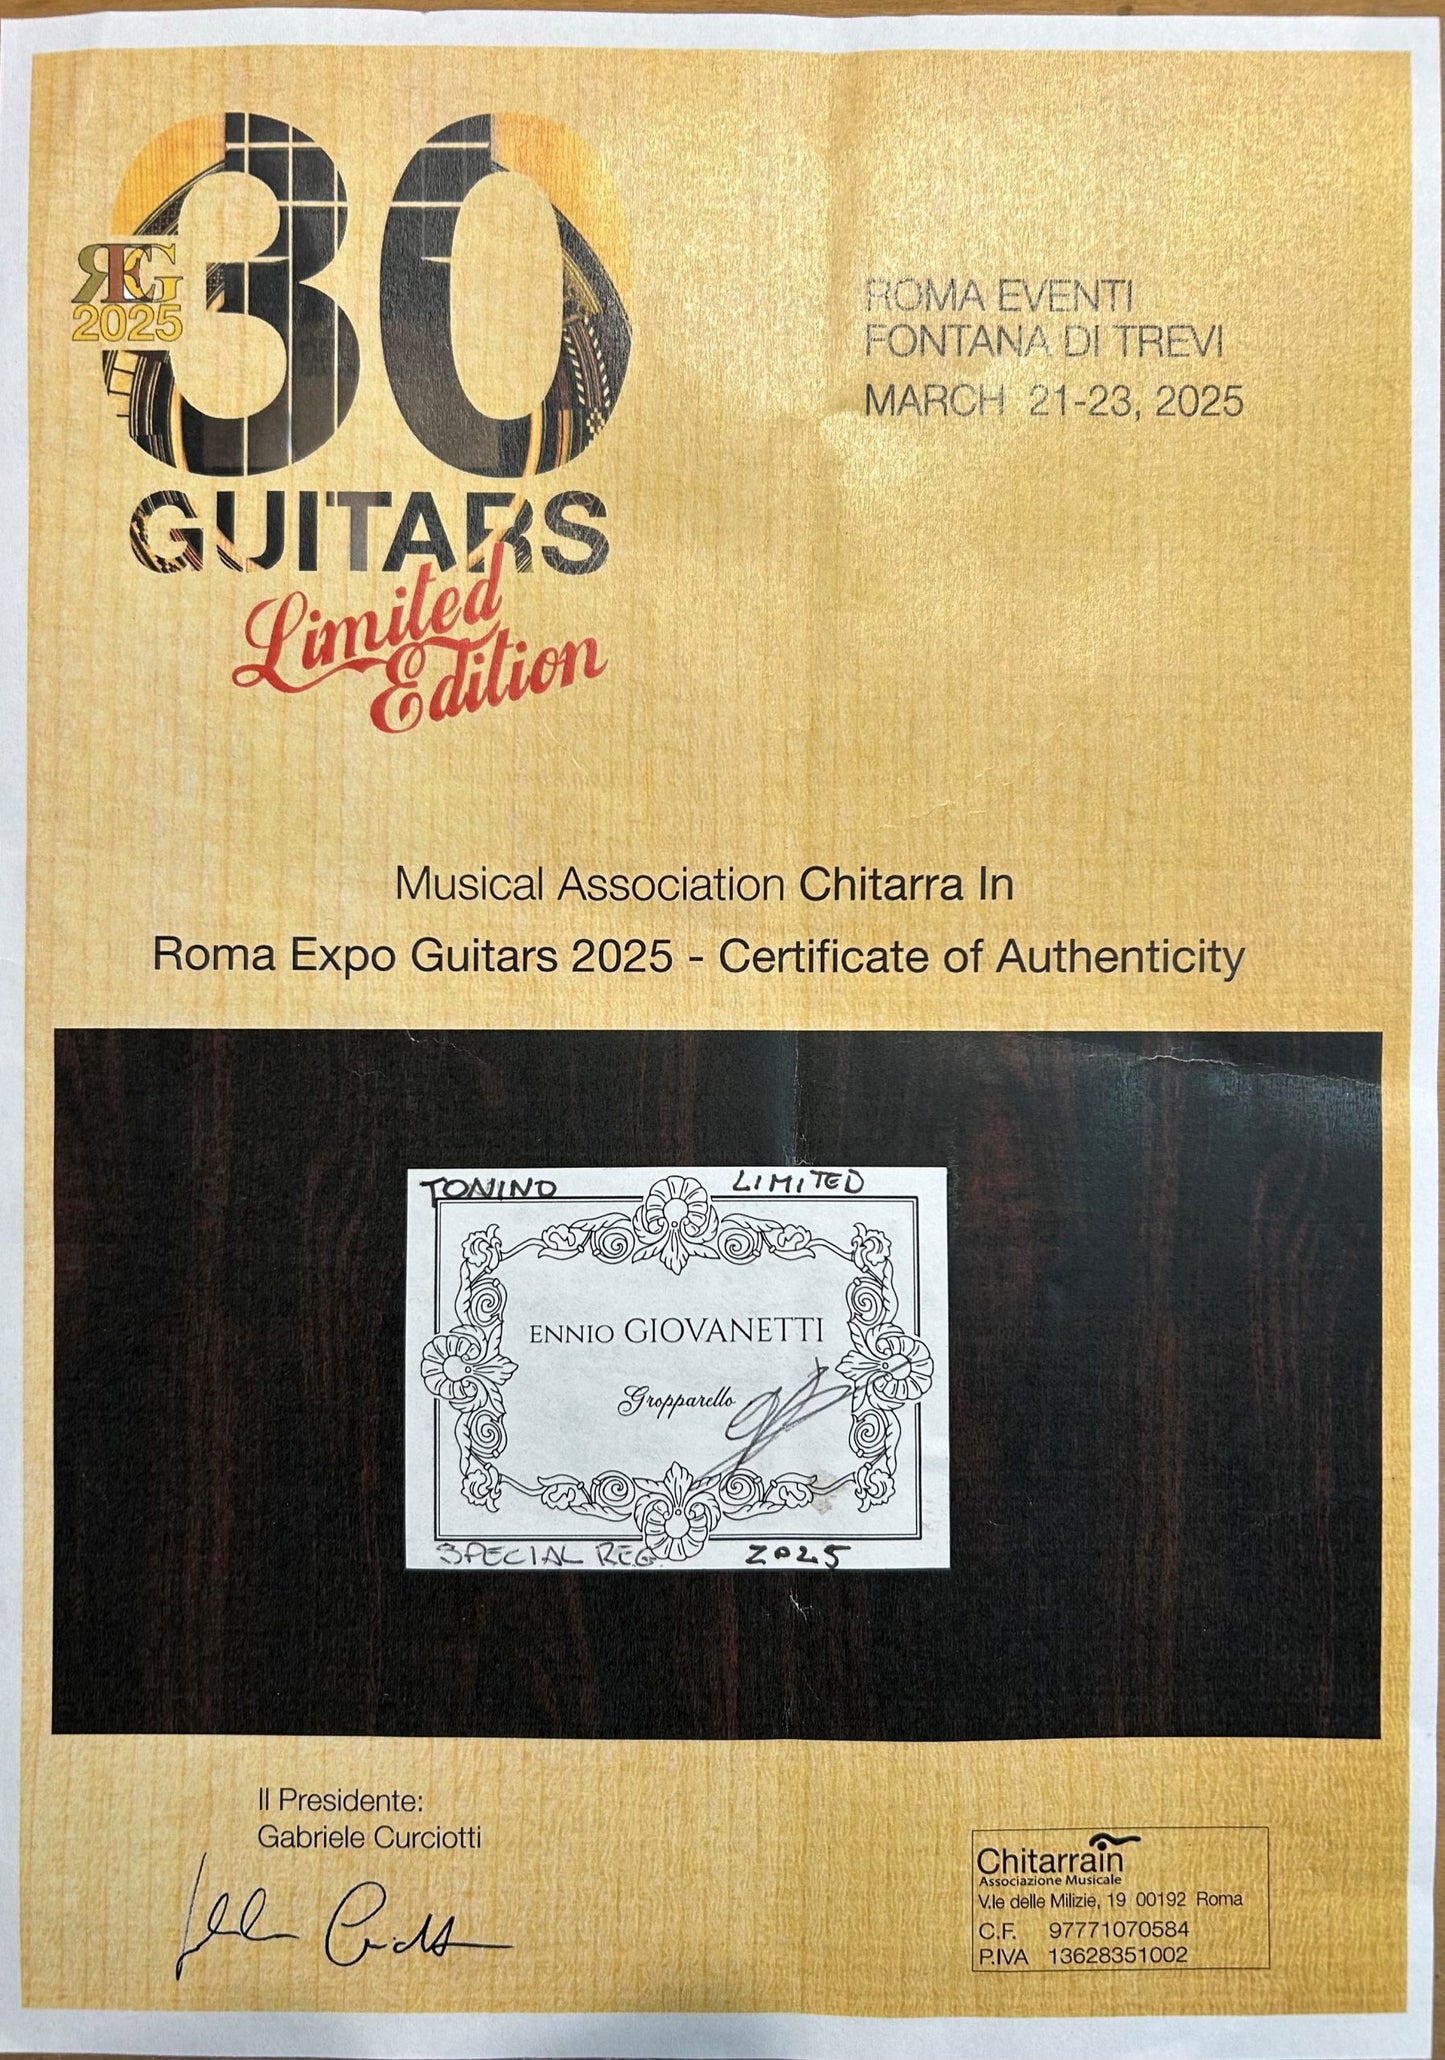 30
REG
2025
GUITARS
Limited
Edition
ROMA EVENTI
FONTANA DI TREVI
MARCH 21-23, 2025
Musical Association Chitarra In
Roma Expo Guitars 2025 - Certificate of Authenticity
TONINO LIMITED
ENNIO GIOVANETTI
Gropparello
SPECIAL REG. 2025
Il Presidente:
Gabriele Curciotti
Chitarrain
Associazione Musicale
V.le delle Milizie, 19 00192 Roma
C.F. 97771070584
P.IVA 13628351002